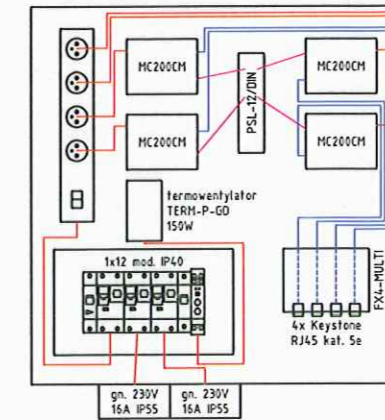 MC200CM
MC200CM
PSL-12/DIN
MC200CM
MC200CM
termowentylator
TERM-P-GD
150W
1x12 mod. IP40
FX4-MULTI
4x Keystone
RJ45 kat. 5e
gn. 230V
16A IP55
gn. 230V
16A IP55